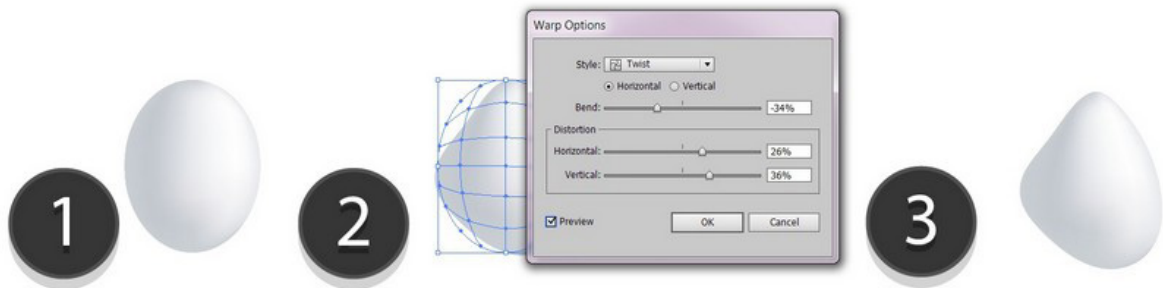 1
2
Warp Options
Style: Twist
Horizontal Vertical
Bend: -34%
Distortion
Horizontal: 26%
Vertical: 36%
Preview OK Cancel
3